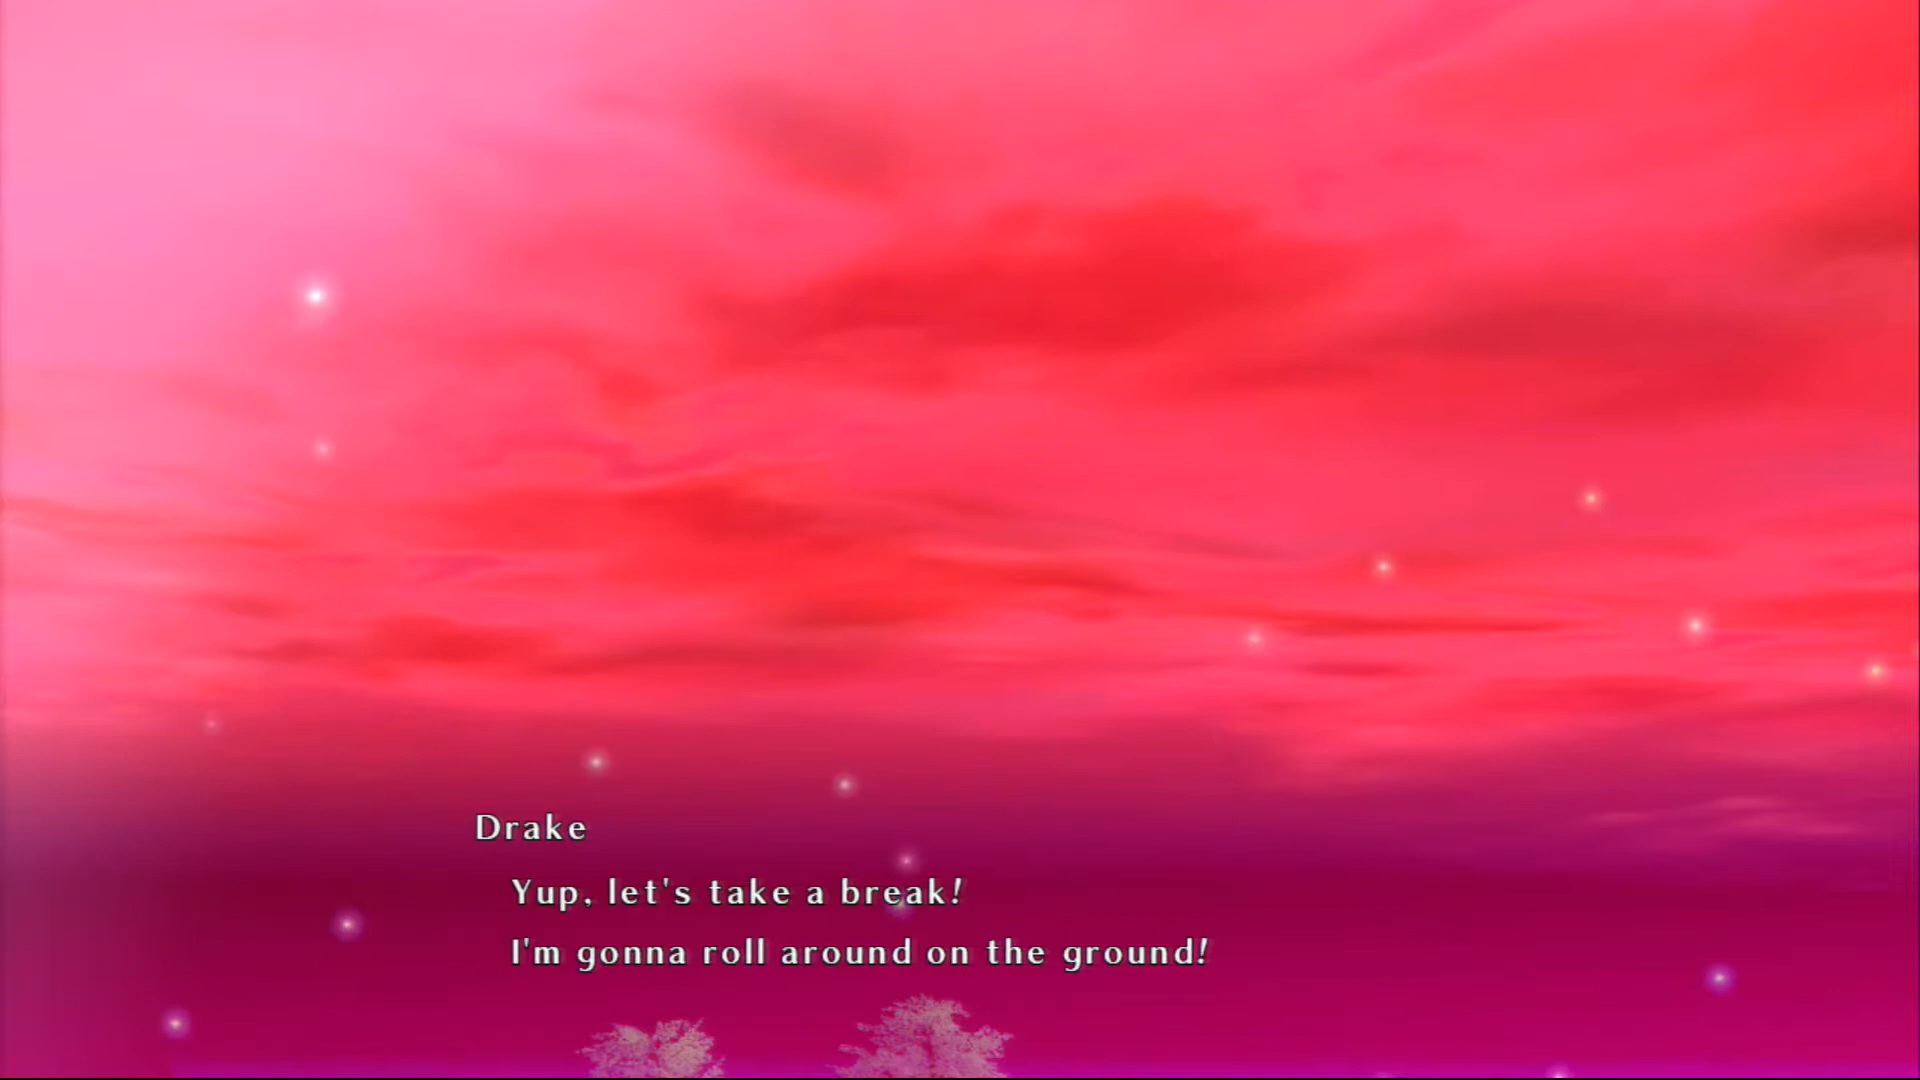 Drake
Yup, let's take a break!
I'm gonna roll around on the ground!